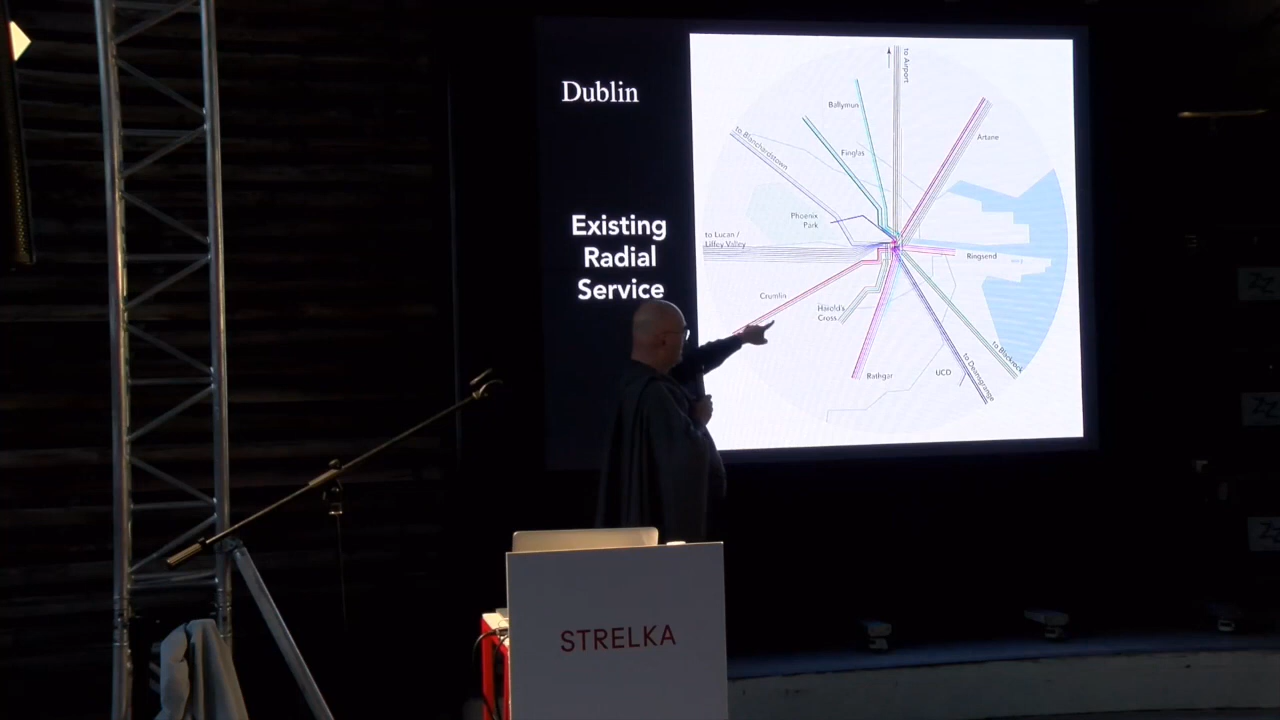 Dublin
Existing
Radial
Service
to Airport
Ballymun
Artane
to Blanchardstown
Finglas
Phoenix
Park
to Lucan /
Liffey Valley
Ringsend
Crumlin
Harold's
Cross
to Blackrock
to Deansgrange
UCD
Rathgar
STRELKA